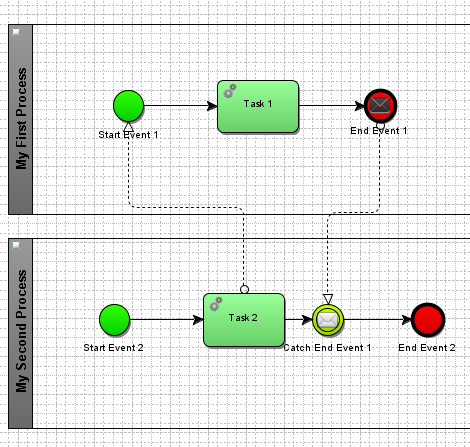 My First Process
Task 1
Start Event 1
End Event 1
My Second Process
Task 2
Start Event 2
Catch End Event 1
End Event 2